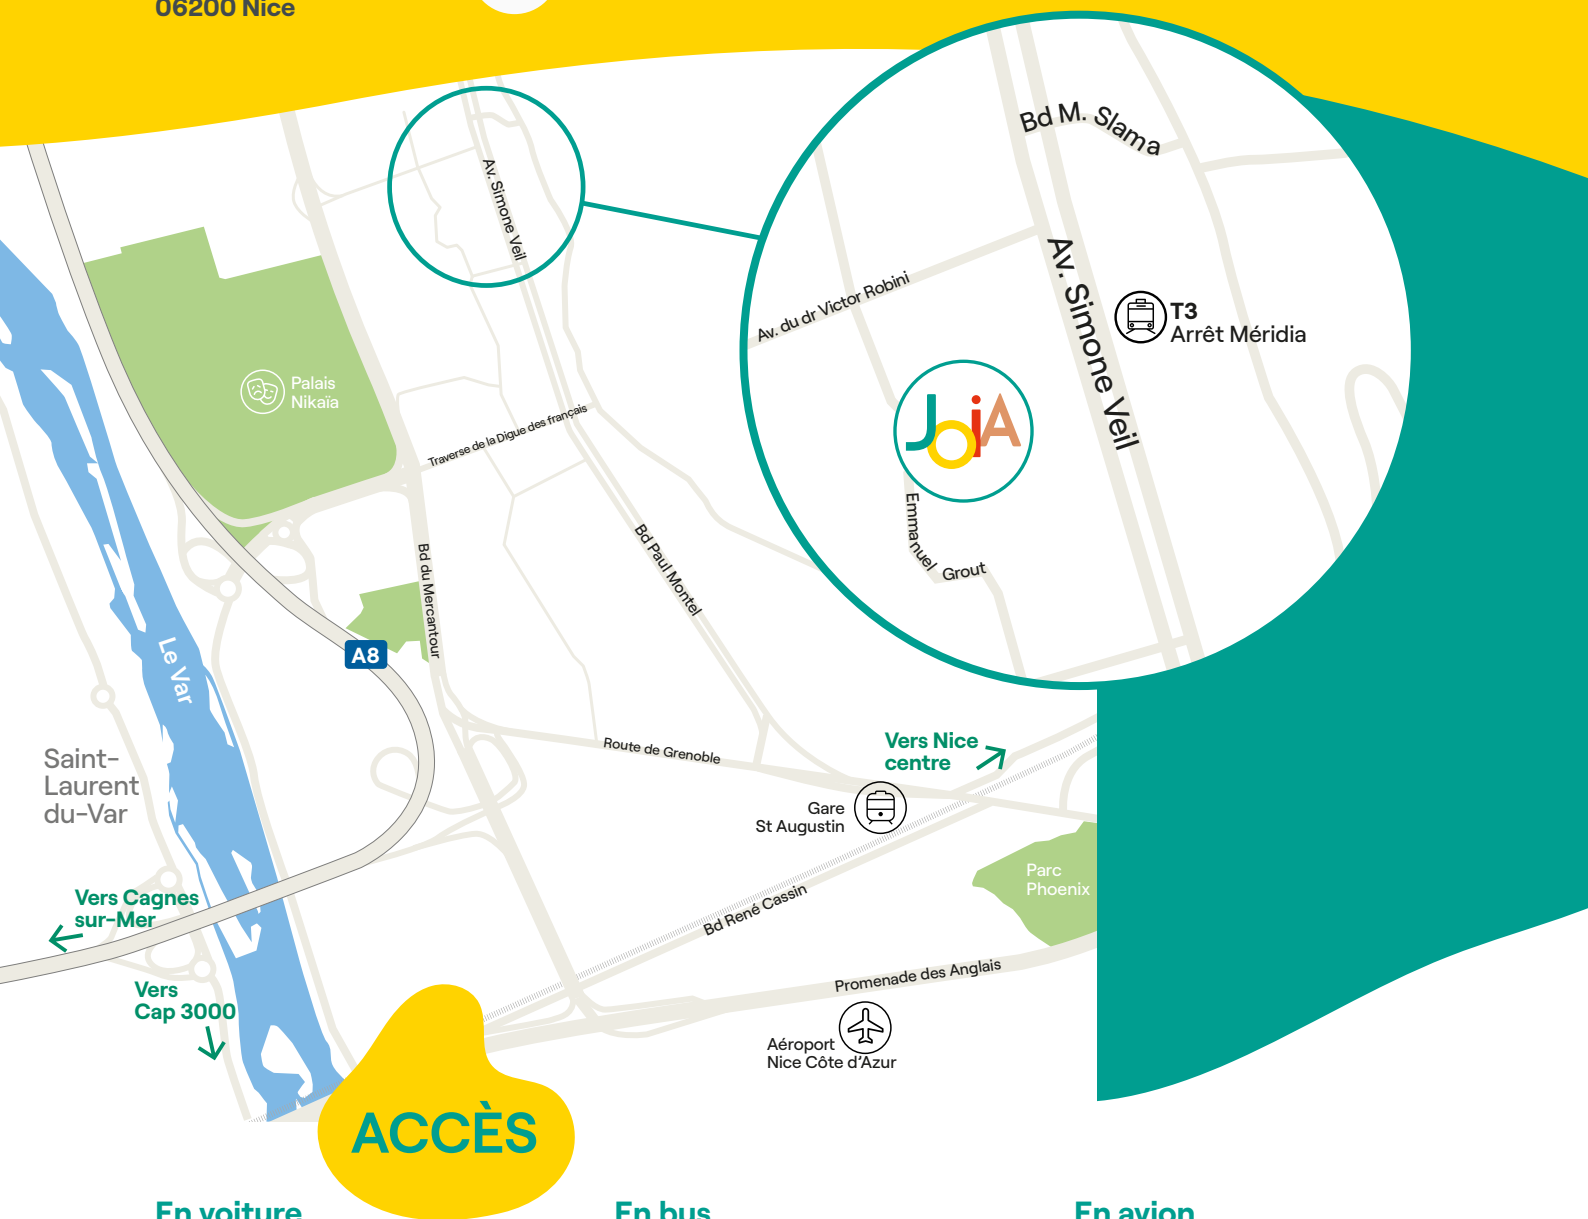 06200 Nice
Bd M. Slama
Av. Simone Veil
Av. Simone Veil
Av. du dr Victor Robini
T3
Arrêt Méridia
JOiA
Emmanuel
Grout
Palais
Nikaïa
Traverse de la Digue des français
Bd du Mercantour
Bd Paul Montel
A8
Le Var
Saint-
Laurent
du-Var
Route de Grenoble
Vers Nice
centre
Gare
St Augustin
Parc
Phoenix
Vers Cagnes
sur-Mer
Bd René Cassin
Promenade des Anglais
Vers
Cap 3000
Aéroport
Nice Côte d'Azur
ACCÈS
En voiture
En bus
En avion